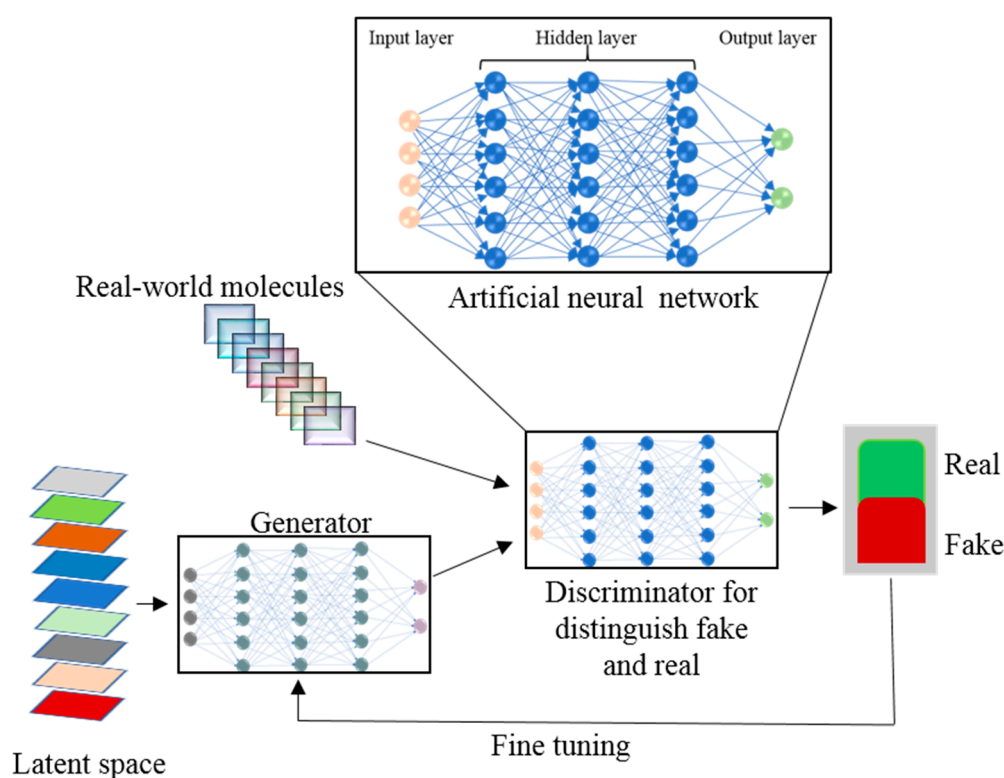 Input layer
Hidden layer
Output layer
Artificial neural network
Real-world molecules
Generator
Real
Fake
Discriminator for
distinguish fake
and real
Fine tuning
Latent space